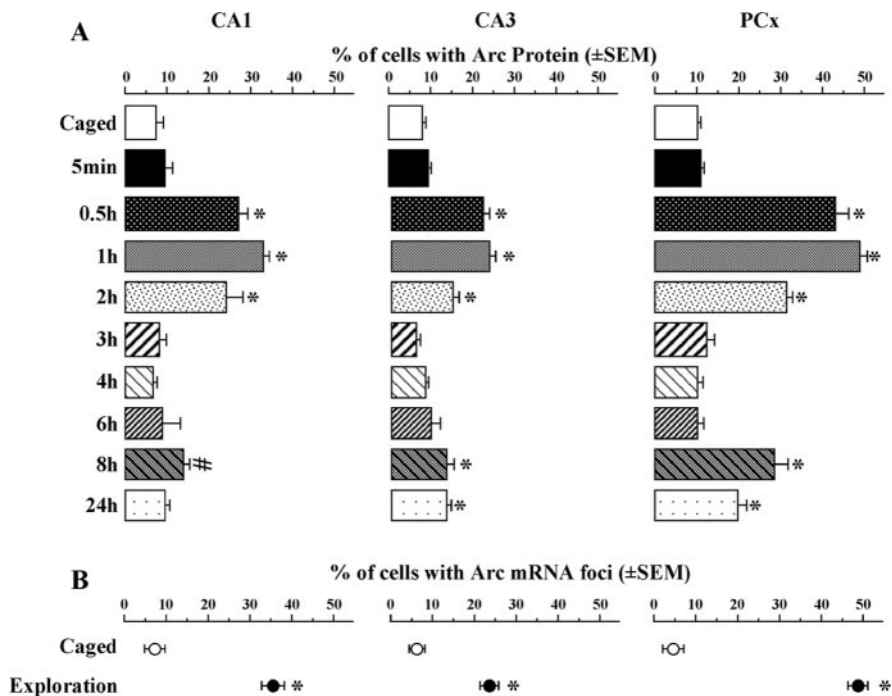 CA1 CA3 PCx
A
% of cells with Arc Protein (±SEM)
0 10 20 30 40 50 0 10 20 30 40 50 0 10 20 30 40 50
Caged
5min
0.5h * * *
1h * * *
2h * * *
3h
4h
6h
8h # * *
24h * *
B
% of cells with Arc mRNA foci (±SEM)
0 10 20 30 40 50 0 10 20 30 40 50 0 10 20 30 40 50
Caged
Exploration * * *